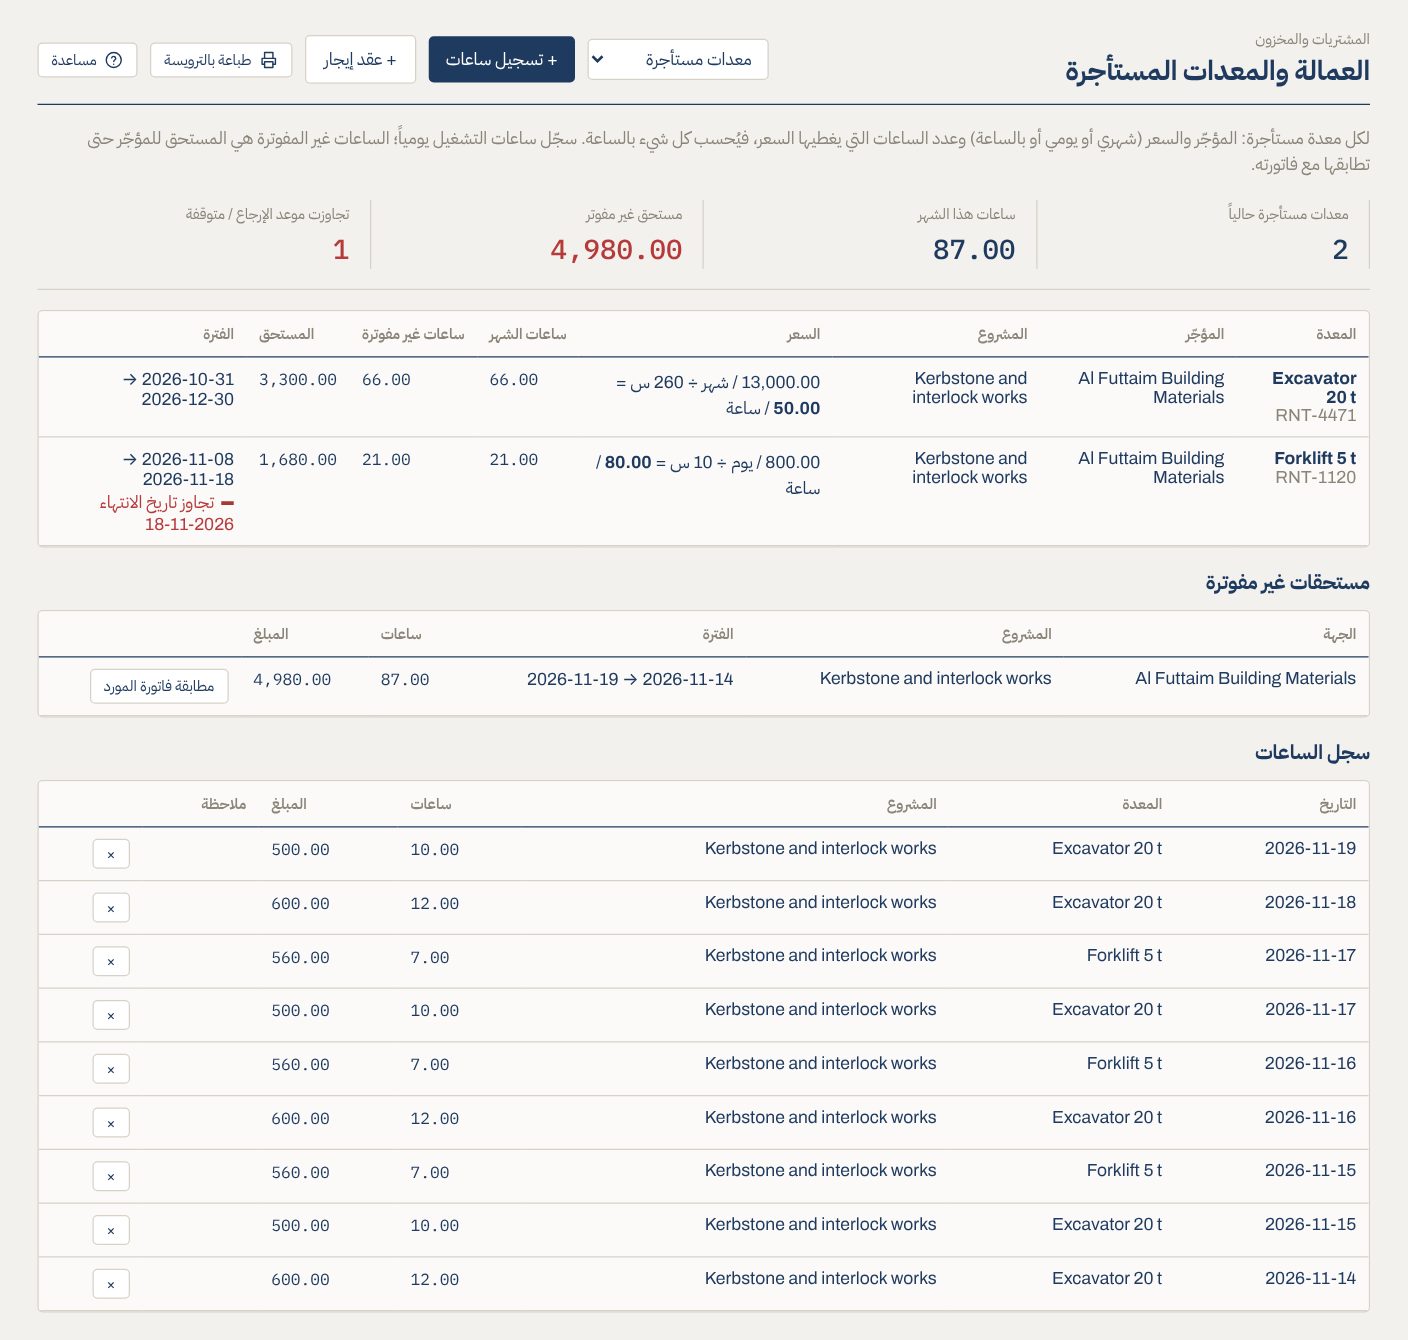 المشتريات والمخزون
العمالة والمعدات المستأجرة
معدات مستأجرة
+ تسجيل ساعات
+ عقد إيجار
طباعة بالترويسة
مساعدة
لكل معدة مستأجرة: المؤجّر والسعر (شهري أو يومي أو بالساعة) وعدد الساعات التي يغطيها السعر، فيُحسب كل شيء بالساعة. سجّل ساعات التشغيل يومياً؛ الساعات غير المفوترة هي المستحق للمؤجّر حتى
تطابقها مع فاتورته.
معدات مستأجرة حالياً
2
ساعات هذا الشهر
87.00
مستحق غير مفوتر
4,980.00
تجاوزت موعد الإرجاع / متوقفة
1
المعدة المؤجّر المشروع السعر ساعات الشهر ساعات غير مفوترة المستحق الفترة
Excavator
20 t
RNT-4471
Al Futtaim Building
Materials
Kerbstone and
interlock works
13,000.00 / شهر ÷ 260 س =
50.00 / ساعة
66.00
66.00
3,300.00
2026-10-31 →
2026-12-30
Forklift 5 t
RNT-1120
Al Futtaim Building
Materials
Kerbstone and
interlock works
800.00 / يوم ÷ 10 س = 80.00 /
ساعة
21.00
21.00
1,680.00
2026-11-08 →
2026-11-18
تجاوز تاريخ الانتهاء
18-11-2026
مستحقات غير مفوترة
الجهة المشروع الفترة ساعات المبلغ
Al Futtaim Building Materials Kerbstone and interlock works 2026-11-14 → 2026-11-19 87.00 4,980.00 مطابقة فاتورة المورد
سجل الساعات
التاريخ المعدة المشروع ساعات المبلغ ملاحظة
2026-11-19 Excavator 20 t Kerbstone and interlock works 10.00 500.00 ×
2026-11-18 Excavator 20 t Kerbstone and interlock works 12.00 600.00 ×
2026-11-17 Forklift 5 t Kerbstone and interlock works 7.00 560.00 ×
2026-11-17 Excavator 20 t Kerbstone and interlock works 10.00 500.00 ×
2026-11-16 Forklift 5 t Kerbstone and interlock works 7.00 560.00 ×
2026-11-16 Excavator 20 t Kerbstone and interlock works 12.00 600.00 ×
2026-11-15 Forklift 5 t Kerbstone and interlock works 7.00 560.00 ×
2026-11-15 Excavator 20 t Kerbstone and interlock works 10.00 500.00 ×
2026-11-14 Excavator 20 t Kerbstone and interlock works 12.00 600.00 ×